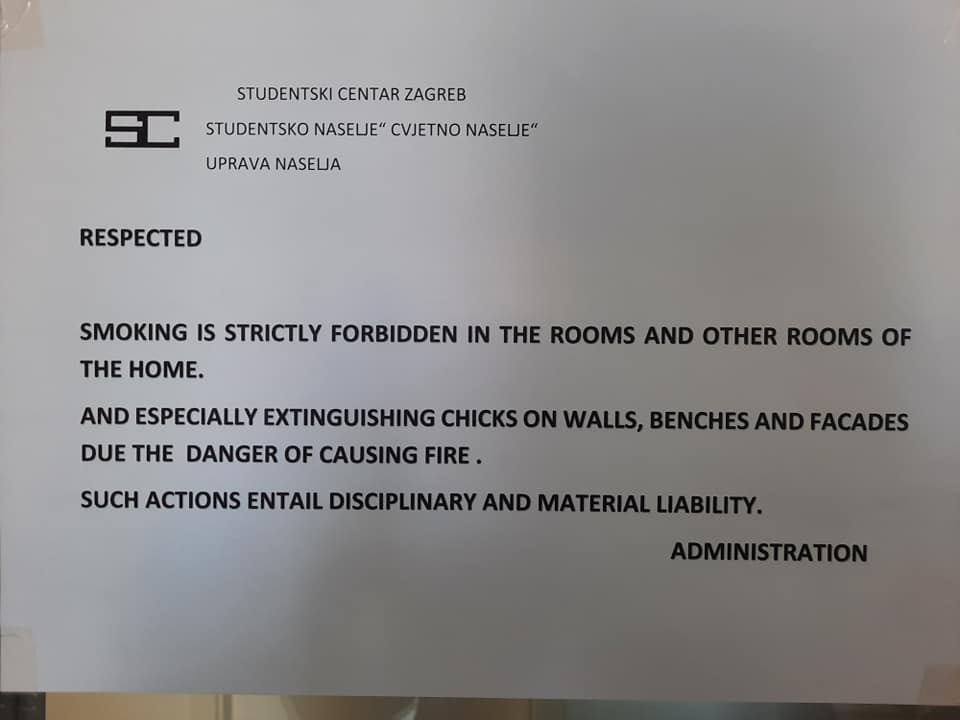 SC
STUDENTSKI CENTAR ZAGREB
STUDENTSKO NASELJE“ CVJETNO NASELJE“
UPRAVA NASELJA
RESPECTED
SMOKING IS STRICTLY FORBIDDEN IN THE ROOMS AND OTHER ROOMS OF
THE HOME.
AND ESPECIALLY EXTINGUISHING CHICKS ON WALLS, BENCHES AND FACADES
DUE THE DANGER OF CAUSING FIRE .
SUCH ACTIONS ENTAIL DISCIPLINARY AND MATERIAL LIABILITY.
ADMINISTRATION